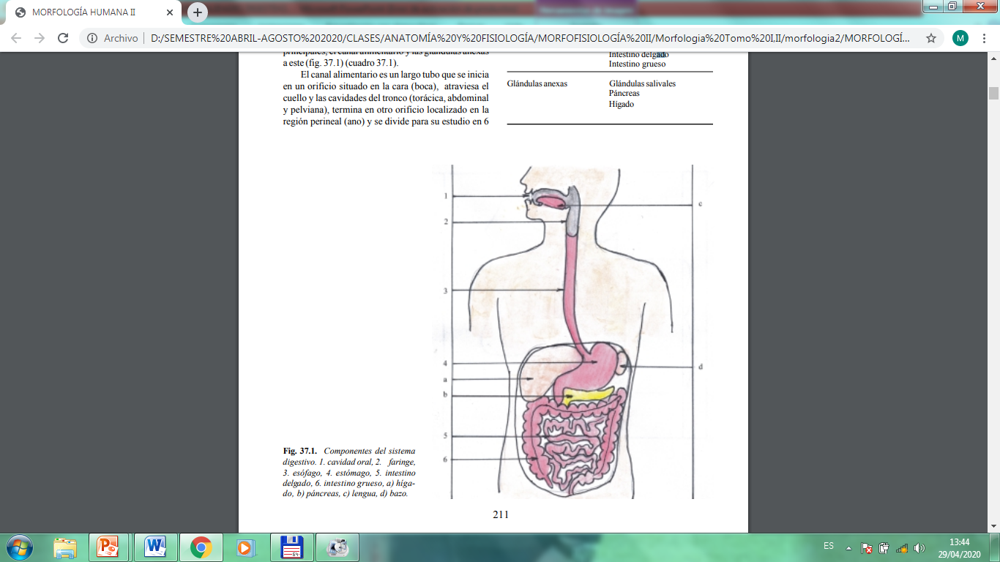 MORFOLOGÍA HUMANA II
Archivo
D:/SEMESTRE%20ABRIL-AGOSTO%202020/CLASES/ANATOMÍA%20Y%20FISIOLOGÍA/MORFOFISIOLOGÍA%20II/Morfologia%20Tomo%20I,II/morfologia2/MORFOLOGÍ...
M
principales, el canal alimentario y las glándulas anexas
a este (fig. 37.1) (cuadro 37.1).
El canal alimentario es un largo tubo que se inicia
en un orificio situado en la cara (boca), atraviesa el
cuello y las cavidades del tronco (torácica, abdominal
y pelviana), termina en otro orificio localizado en la
región perineal (ano) y se divide para su estudio en 6
Intestino delgado
Intestino grueso
Glándulas anexas
Glándulas salivales
Páncreas
Hígado
1
2
3
4
a
b
5
6
c
d
Fig. 37.1. Componentes del sistema
digestivo. 1. cavidad oral, 2. faringe,
3. esófago, 4. estómago, 5. intestino
delgado, 6. intestino grueso, a) híga-
do, b) páncreas, c) lengua, d) bazo.
211
ES
13:44
29/04/2020